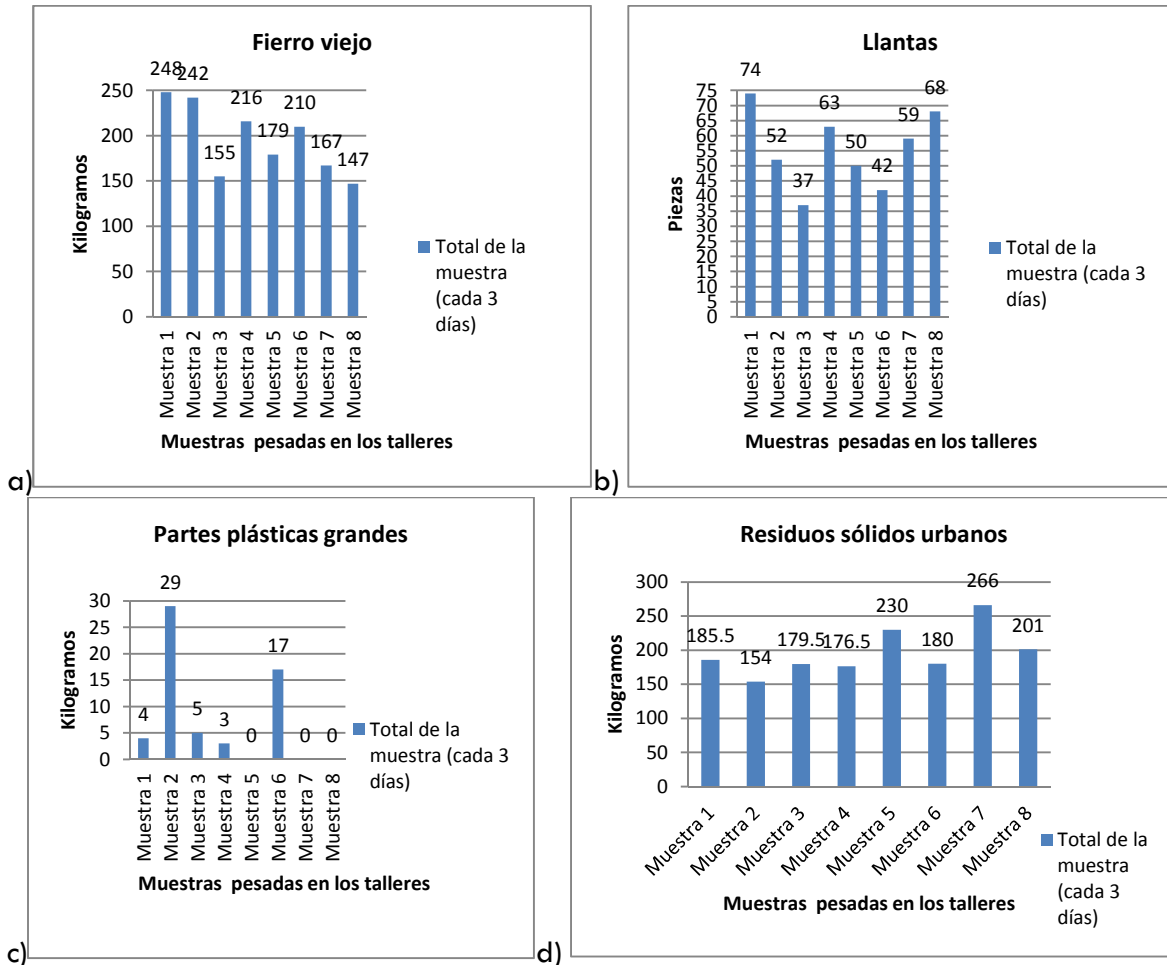 Fierro viejo
248
242
155
216
179
210
167
147
250
200
150
100
50
0
Kilogramos
Muestra 1
Muestra 2
Muestra 3
Muestra 4
Muestra 5
Muestra 6
Muestra 7
Muestra 8
Muestras pesadas en los talleres
Total de la
muestra
(cada 3
días)
a)
Llantas
74
52
37
63
50
42
59
68
75
70
65
60
55
50
45
40
35
30
25
20
15
10
5
0
Piezas
Muestra 1
Muestra 2
Muestra 3
Muestra 4
Muestra 5
Muestra 6
Muestra 7
Muestra 8
Muestras pesadas en los talleres
Total de la
muestra (cada 3
días)
b)
Partes plásticas grandes
4
29
5
3
0
17
0
0
30
25
20
15
10
5
0
Kilogramos
Muestra 1
Muestra 2
Muestra 3
Muestra 4
Muestra 5
Muestra 6
Muestra 7
Muestra 8
Muestras pesadas en los talleres
Total de la
muestra (cada 3
días)
c)
Residuos sólidos urbanos
185.5
154
179.5
176.5
230
180
266
201
300
250
200
150
100
50
0
Kilogramos
Muestra 1
Muestra 2
Muestra 3
Muestra 4
Muestra 5
Muestra 6
Muestra 7
Muestra 8
Muestras pesadas en los talleres
Total de la
muestra
(cada 3
días)
d)